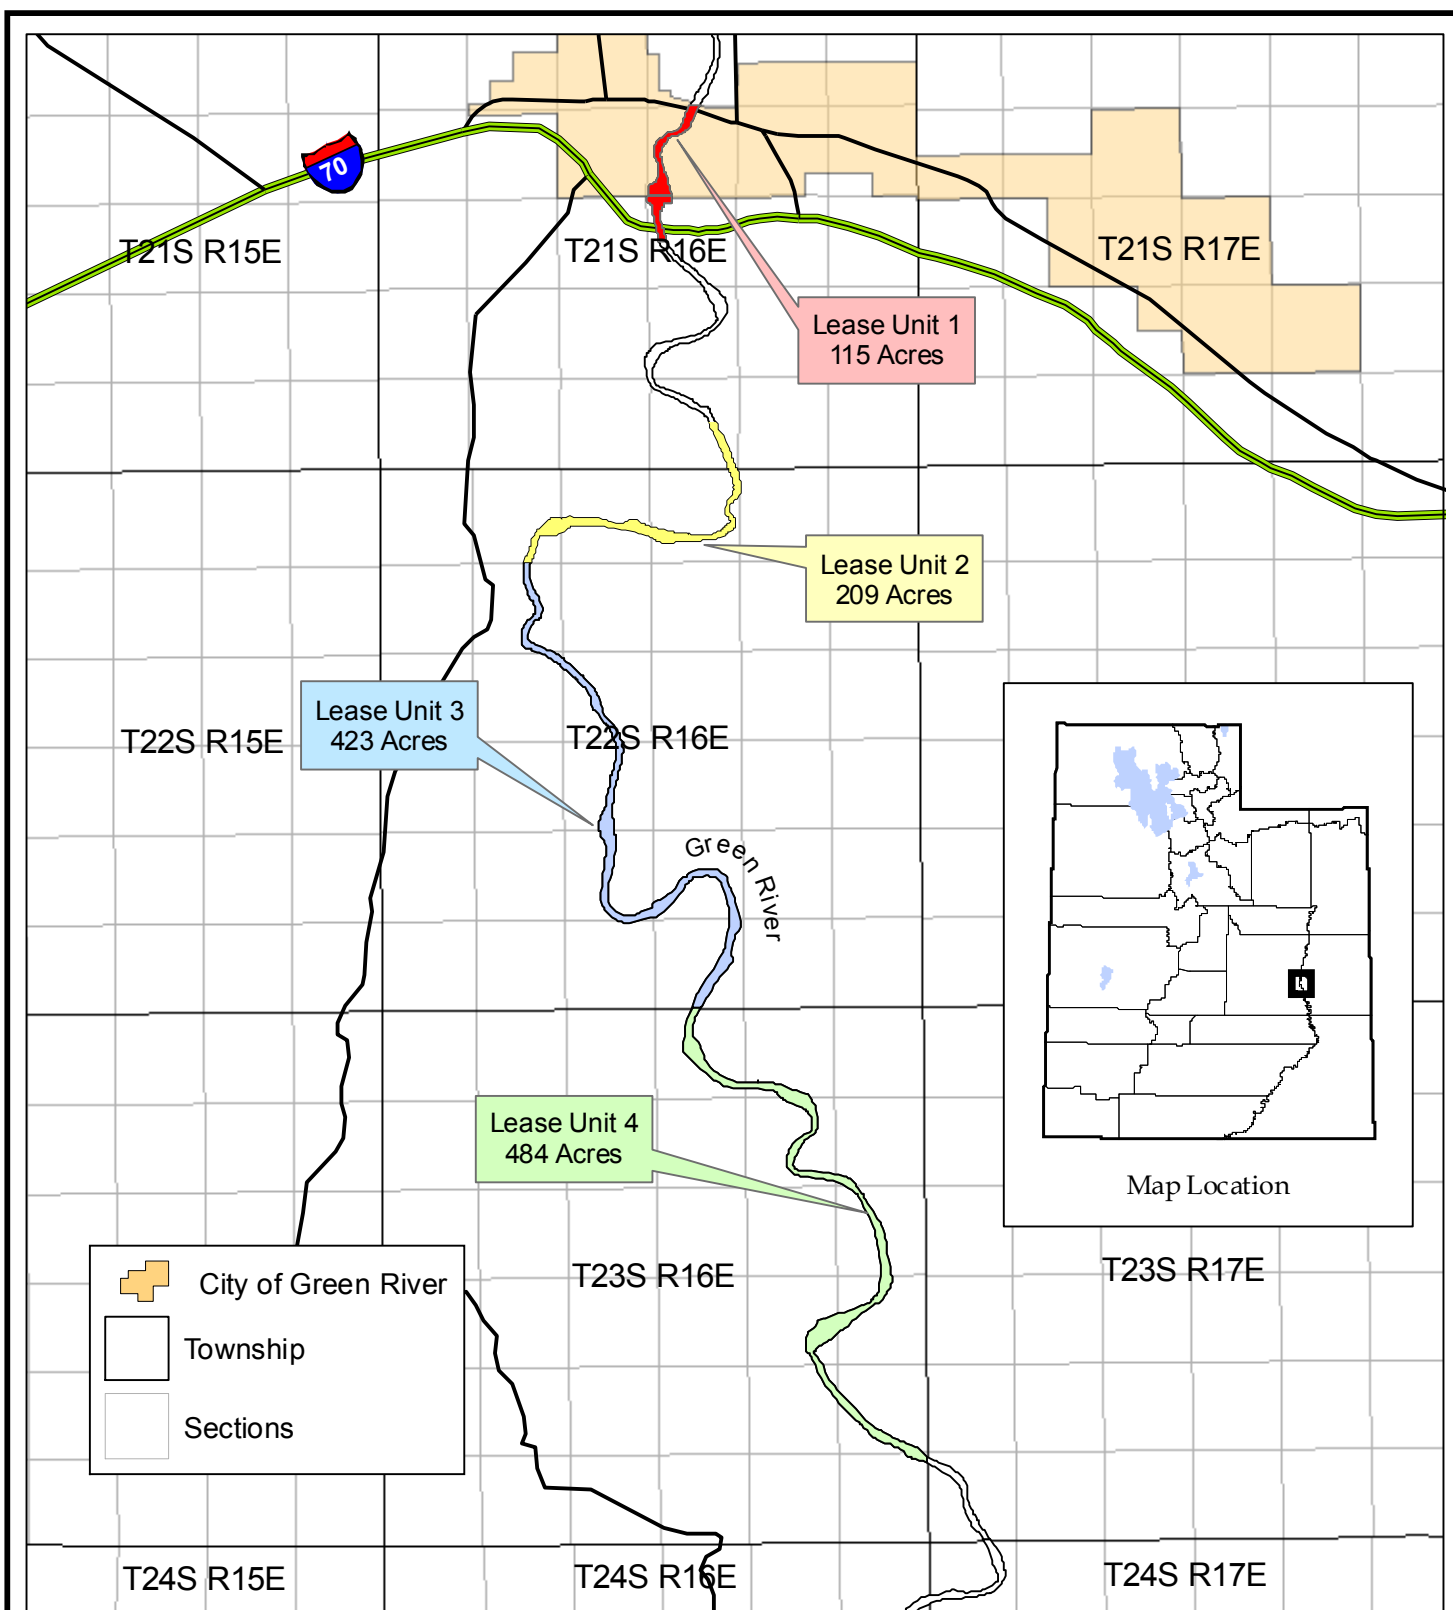 70
T21S R15E
T21S R16E
T21S R17E
Lease Unit 1
115 Acres
Lease Unit 2
209 Acres
Lease Unit 3
423 Acres
T22S R15E
T22S R16E
Green River
Lease Unit 4
484 Acres
Map Location
T23S R16E
T23S R17E
City of Green River
Township
Sections
T24S R15E
T24S R16E
T24S R17E